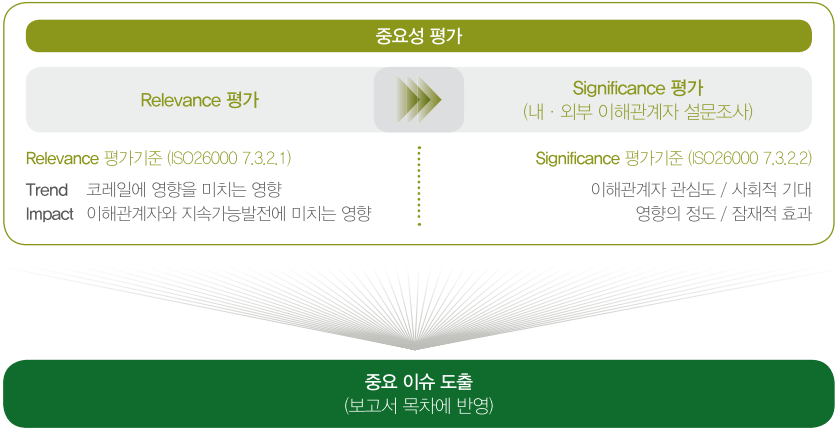 중요성 평가
Relevance 평가
Significance 평가
(내 · 외부 이해관계자 설문조사)
Relevance 평가기준 (ISO26000 7.3.2.1)
Trend 코레일에 영향을 미치는 영향
Impact 이해관계자와 지속가능발전에 미치는 영향
Significance 평가기준 (ISO26000 7.3.2.2)
이해관계자 관심도 / 사회적 기대
영향의 정도 / 잠재적 효과
중요 이슈 도출
(보고서 목차에 반영)